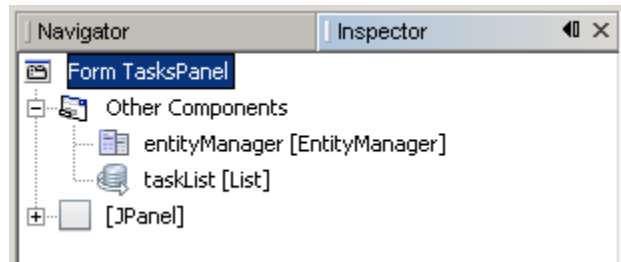 Navigator Inspector
Form TasksPanel
Other Components
entityManager [EntityManager]
taskList [List]
[JPanel]